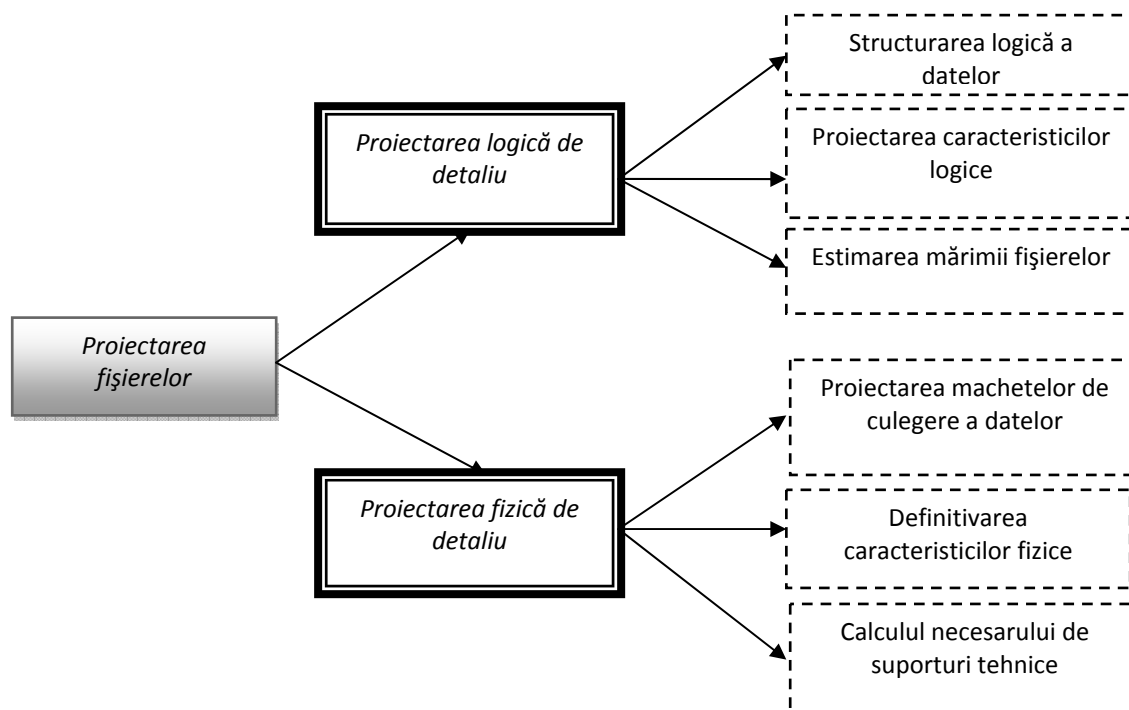 Proiectarea
fişierelor
Proiectarea logică de
detaliu
Structurarea logică a
datelor
Proiectarea caracteristicilor
logice
Estimarea mărimii fişierelor
Proiectarea fizică de
detaliu
Proiectarea machetelor de
culegere a datelor
Definitivarea
caracteristicilor fizice
Calculul necesarului de
suporturi tehnice